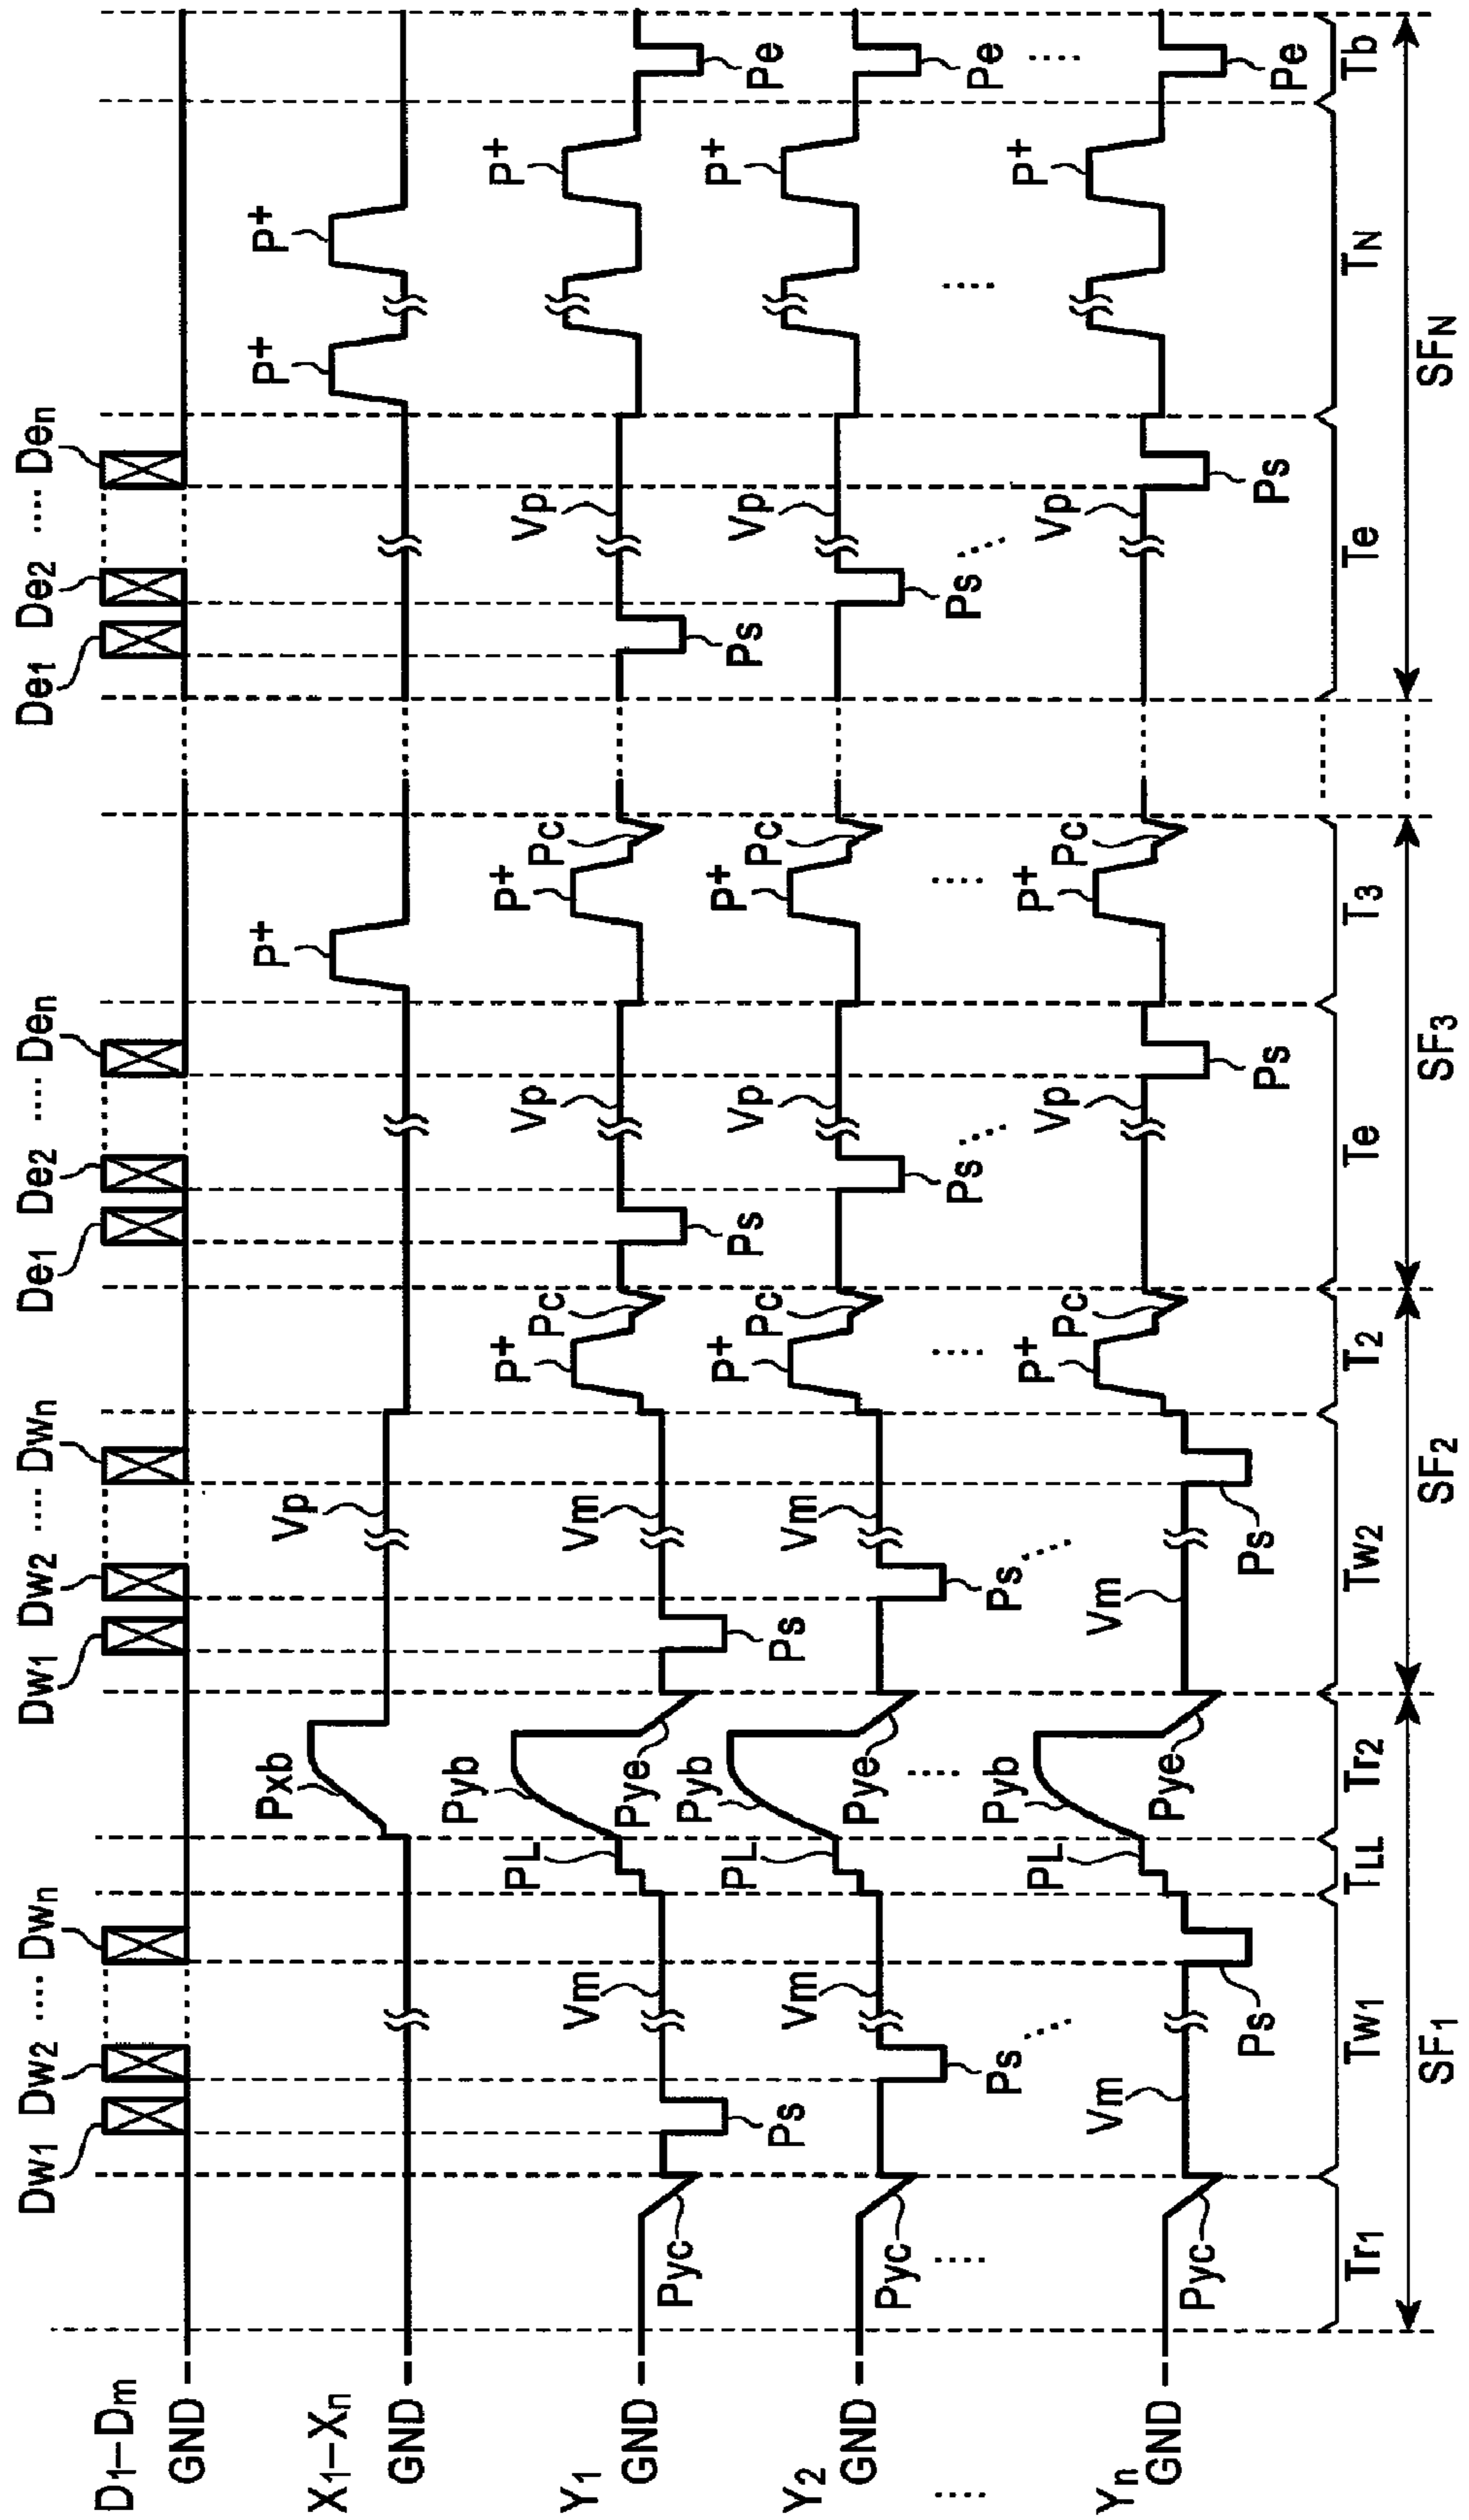 Dw1 Dw2 ····· Dwn Dw1 Dw2 ····· Dwn De1 De2 ····· Den De1 De2 ····· Den
D1–Dm
GND
Pxb Vp P+ P+ P+
X1–Xn
GND
Vm PL Pyb Vm P+ Pc Vp P+ Pc Vp P+
Y1
GND
Pyc Ps Pye Ps Ps Ps Pe
Vm PL Pyb Vm P+ Pc Vp P+ Pc Vp P+
Y2
GND
Pyc Ps Pye Ps Ps Ps Pe
····· ····· ····· ····· ····· ····· ·····
Vm PL Pyb Vm P+ Pc Vp P+ Pc Vp P+
Yn
GND
Pyc Ps Pye Ps Ps Ps Pe
Tr1 Tw1 TLL Tr2 Tw2 T2 Te T3 ····· Te TN Tb
SF1 SF2 SF3 ····· SFN